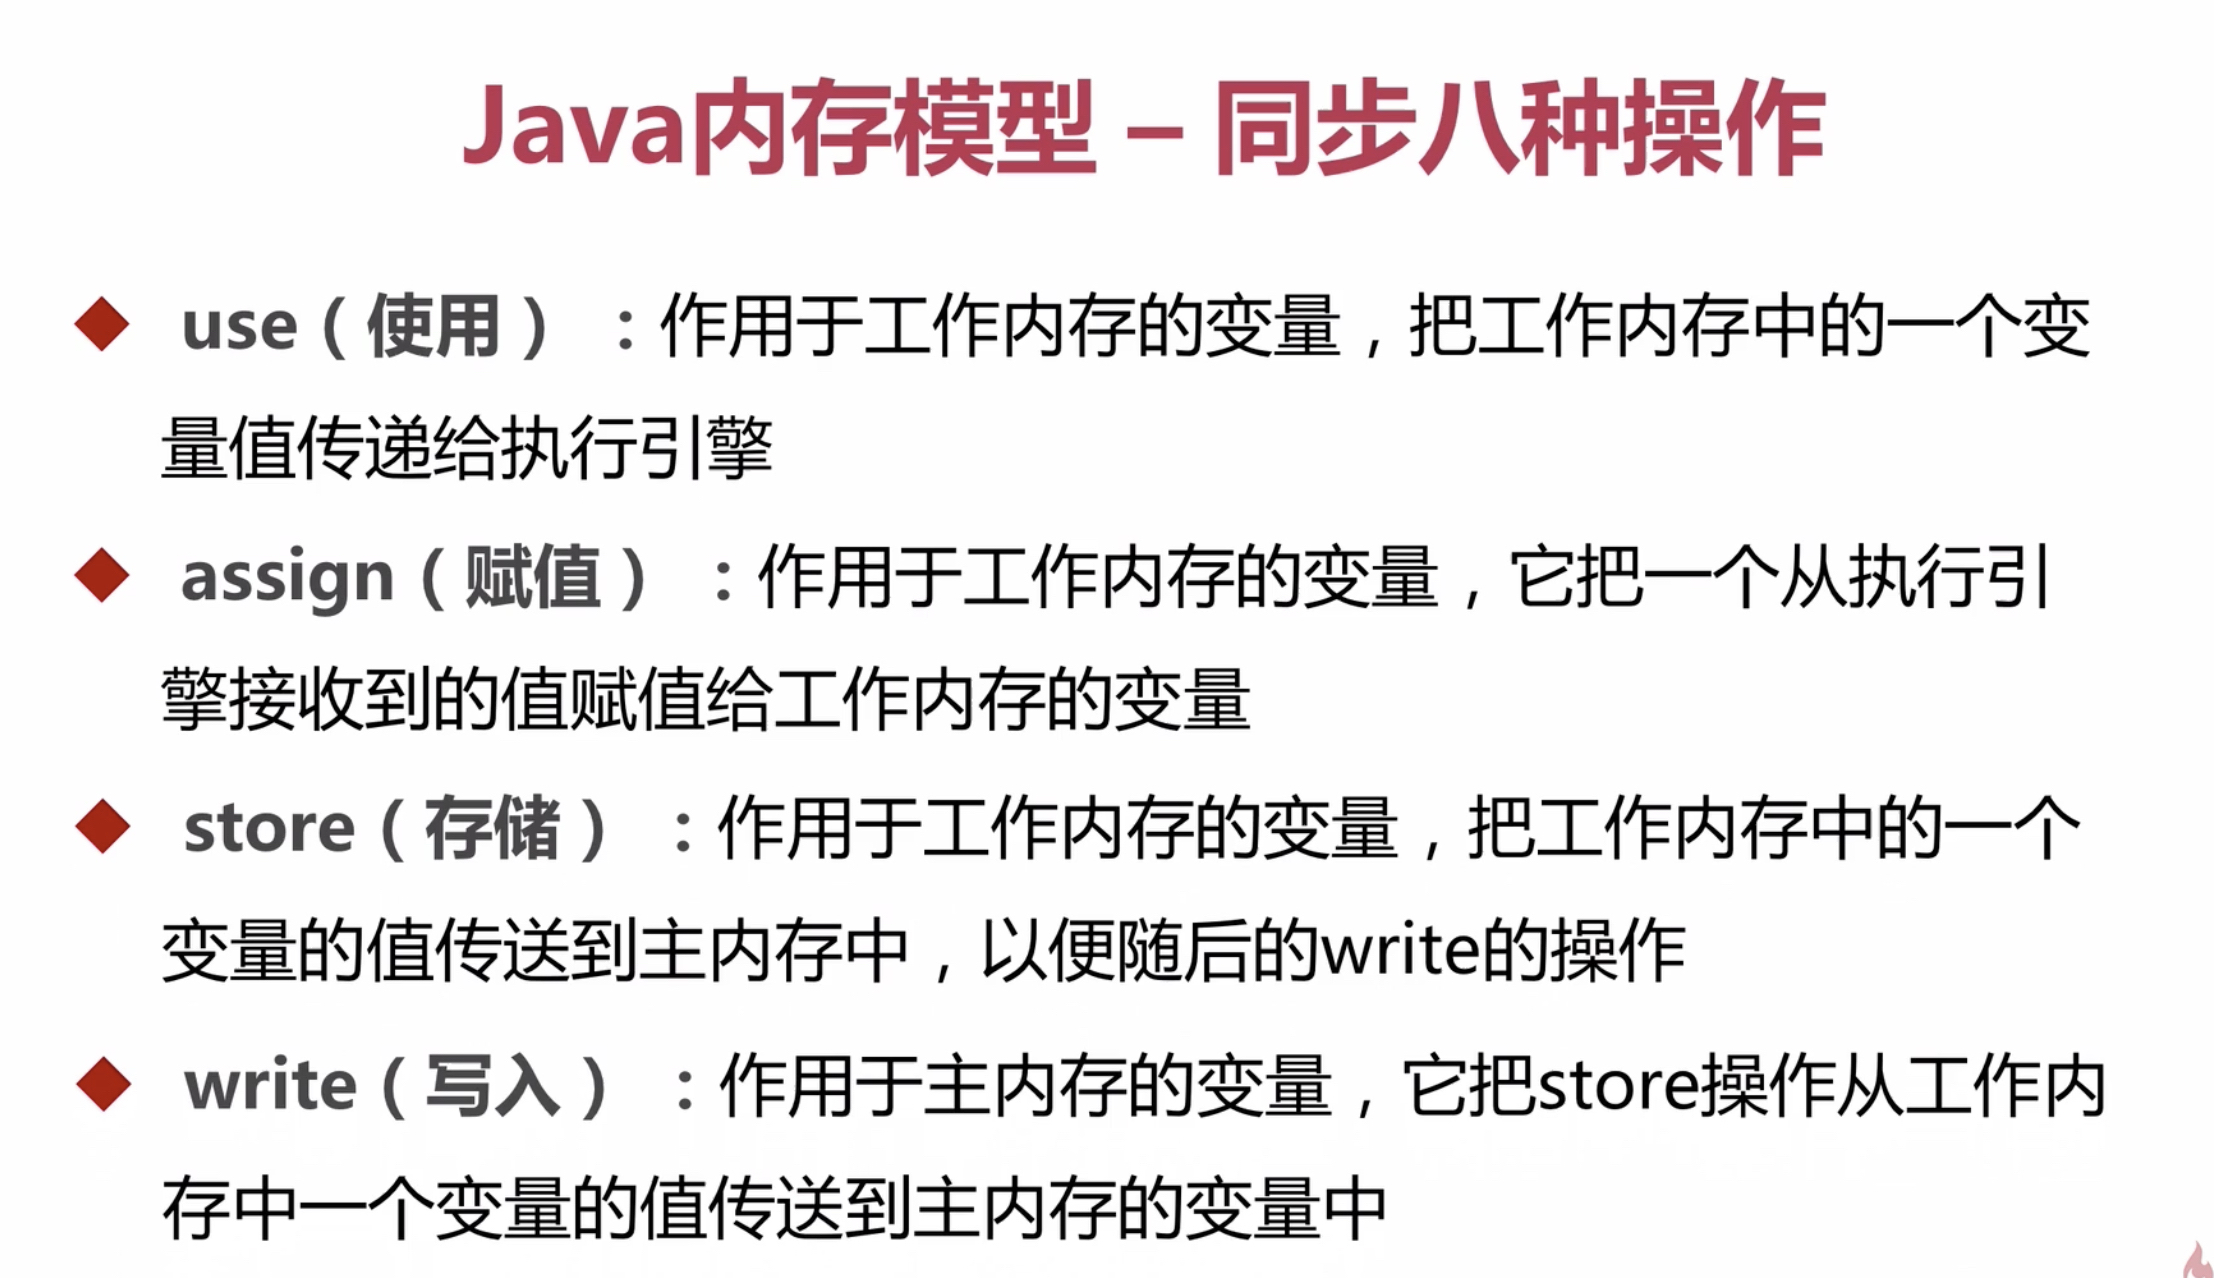 Java内存模型 – 同步八种操作
use（使用）：作用于工作内存的变量，把工作内存中的一个变
量值传递给执行引擎
assign（赋值）：作用于工作内存的变量，它把一个从执行引
擎接收到的值赋值给工作内存的变量
store（存储）：作用于工作内存的变量，把工作内存中的一个
变量的值传送到主内存中，以便随后的write的操作
write（写入）：作用于主内存的变量，它把store操作从工作内
存中一个变量的值传送到主内存的变量中